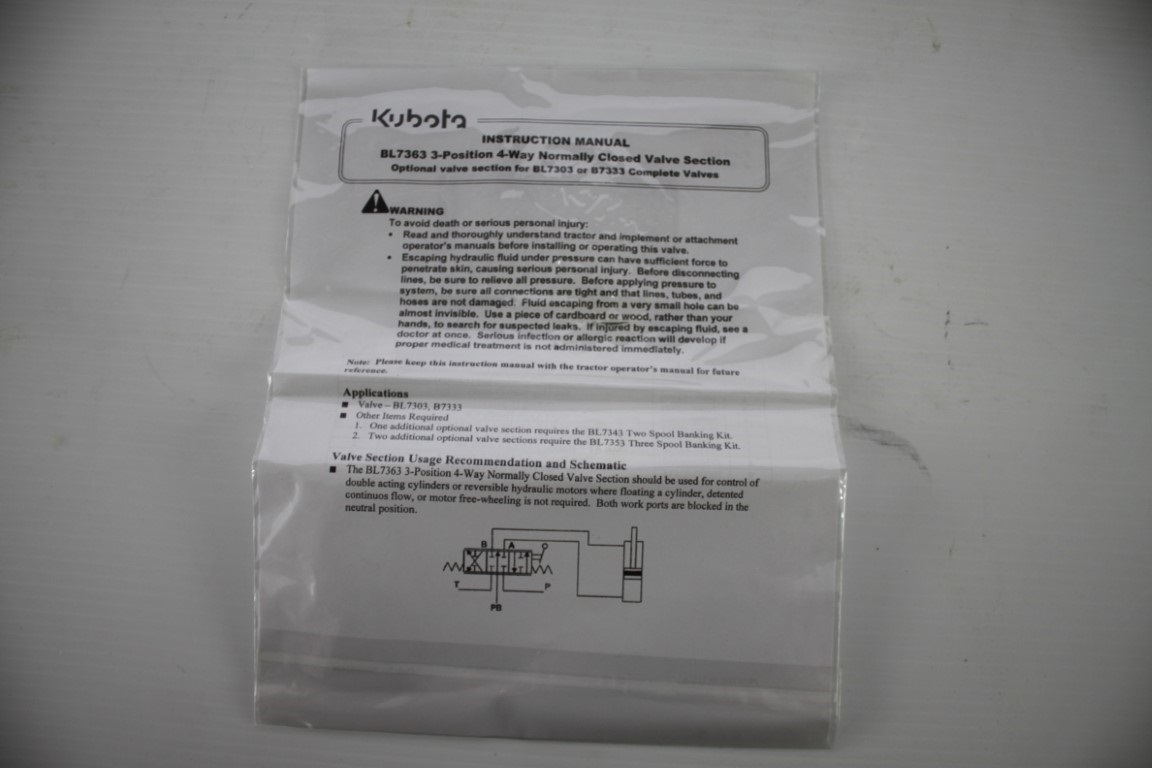 Kubota
INSTRUCTION MANUAL
BL7363 3-Position 4-Way Normally Closed Valve Section
Optional valve section for BL7303 or B7333 Complete Valves
WARNING
To avoid death or serious personal injury:
• Read and thoroughly understand tractor and implement or attachment
operator's manuals before installing or operating this valve.
• Escaping hydraulic fluid under pressure can have sufficient force to
penetrate skin, causing serious personal injury. Before disconnecting
lines, be sure to relieve all pressure. Before applying pressure to
system, be sure all connections are tight and that lines, tubes, and
hoses are not damaged. Fluid escaping from a very small hole can be
almost invisible. Use a piece of cardboard or wood, rather than your
hands, to search for suspected leaks. If injured by escaping fluid, see a
doctor at once. Serious infection or allergic reaction will develop if
proper medical treatment is not administered immediately.
Note: Please keep this instruction manual with the tractor operator's manual for future
reference.
Applications
■ Valve – BL7303, B7333
■ Other Items Required
1. One additional optional valve section requires the BL7343 Two Spool Banking Kit.
2. Two additional optional valve sections require the BL7353 Three Spool Banking Kit.
Valve Section Usage Recommendation and Schematic
■ The BL7363 3-Position 4-Way Normally Closed Valve Section should be used for control of
double acting cylinders or reversible hydraulic motors where floating a cylinder, detented
continuos flow, or motor free-wheeling is not required. Both work ports are blocked in the
neutral position.
B A
T P
PB